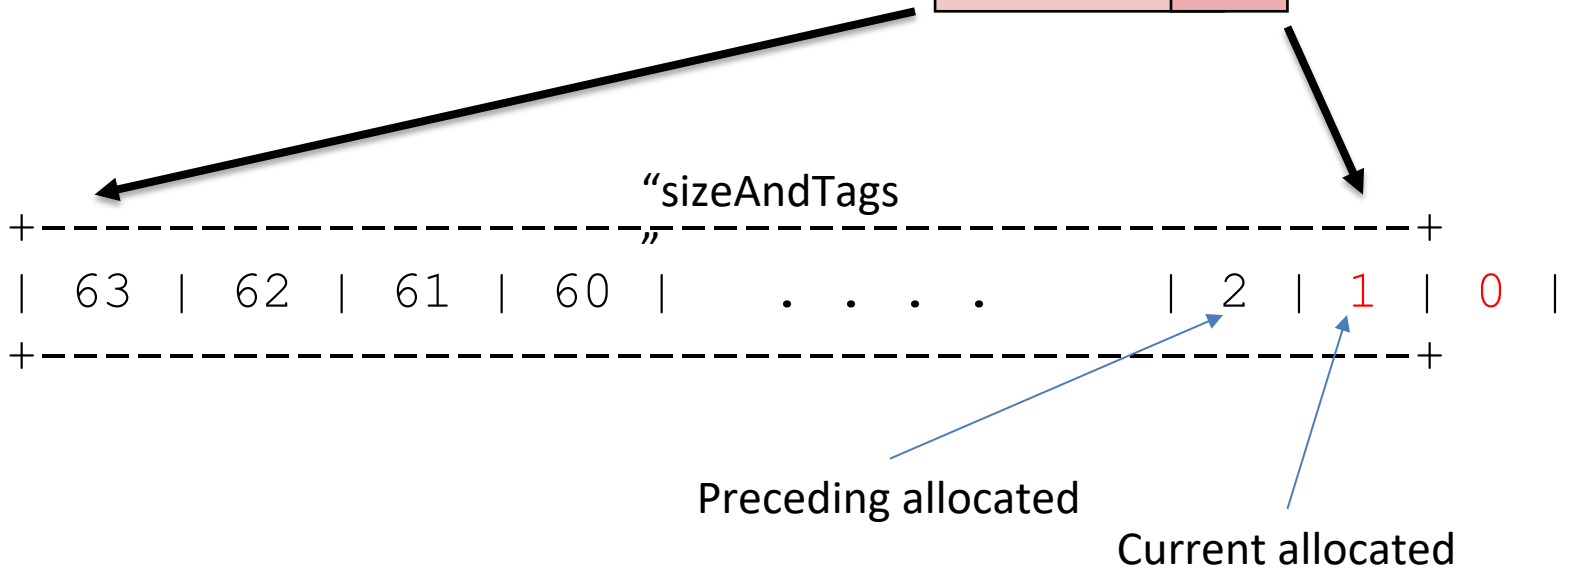 “sizeAndTags
”
+--------------------------------------------+
| 63 | 62 | 61 | 60 | . . . . | 2 | 1 | 0 |
+--------------------------------------------+
Preceding allocated
Current allocated